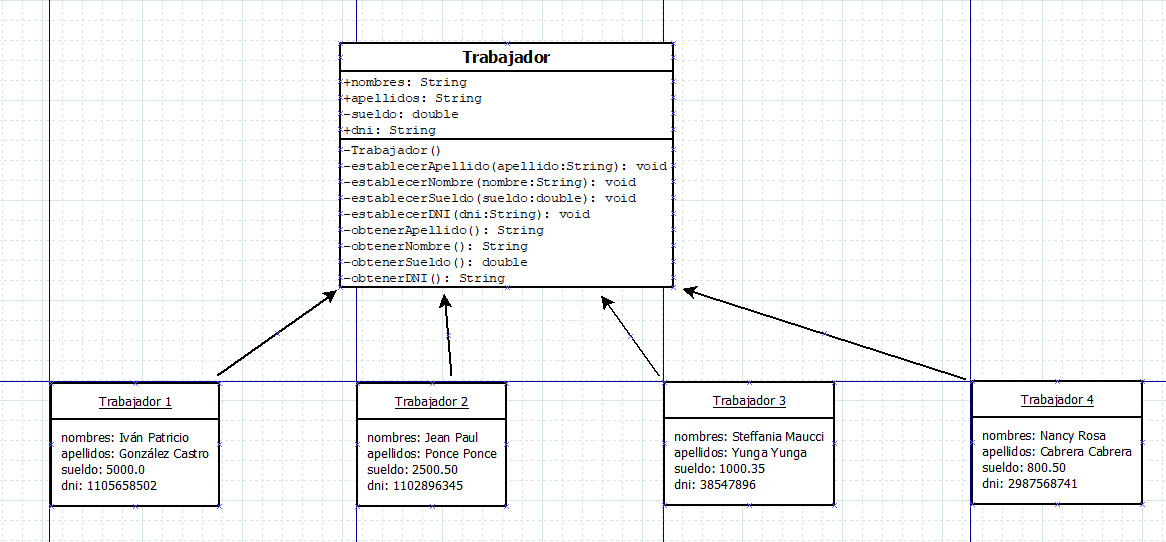 Trabajador
+nombres: String
+apellidos: String
-sueldo: double
+dni: String
-Trabajador()
-establecerApellido(apellido:String): void
-establecerNombre(nombre:String): void
-establecerSueldo(sueldo:double): void
-establecerDNI(dni:String): void
-obtenerApellido(): String
-obtenerNombre(): String
-obtenerSueldo(): double
-obtenerDNI(): String
Trabajador 1
nombres: Iván Patricio
apellidos: González Castro
sueldo: 5000.0
dni: 1105658502
Trabajador 2
nombres: Jean Paul
apellidos: Ponce Ponce
sueldo: 2500.50
dni: 1102896345
Trabajador 3
nombres: Steffania Maucci
apellidos: Yunga Yunga
sueldo: 1000.35
dni: 38547896
Trabajador 4
nombres: Nancy Rosa
apellidos: Cabrera Cabrera
sueldo: 800.50
dni: 2987568741